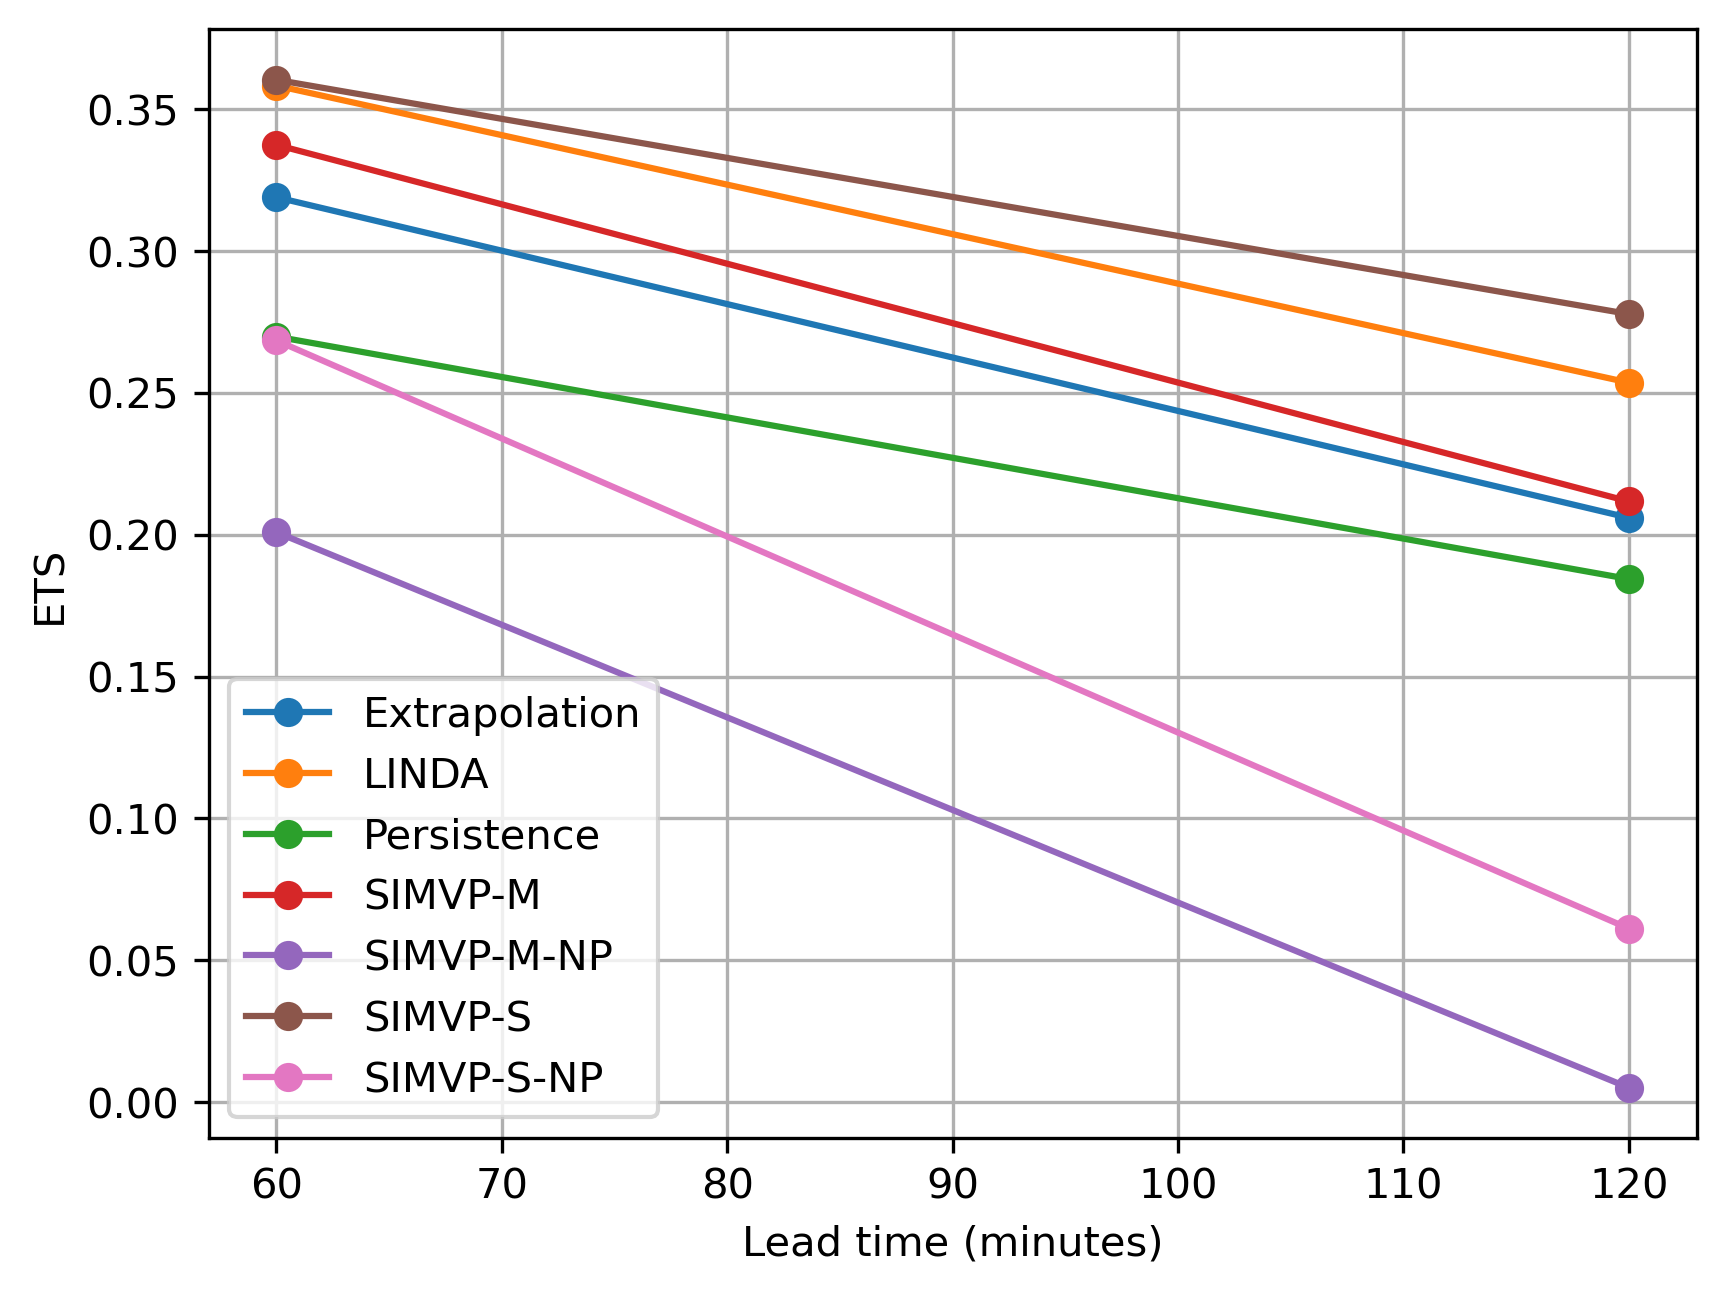 0.35
0.30
0.25
0.20
0.15
0.10
0.05
0.00
ETS
Extrapolation
LINDA
Persistence
SIMVP-M
SIMVP-M-NP
SIMVP-S
SIMVP-S-NP
60 70 80 90 100 110 120
Lead time (minutes)